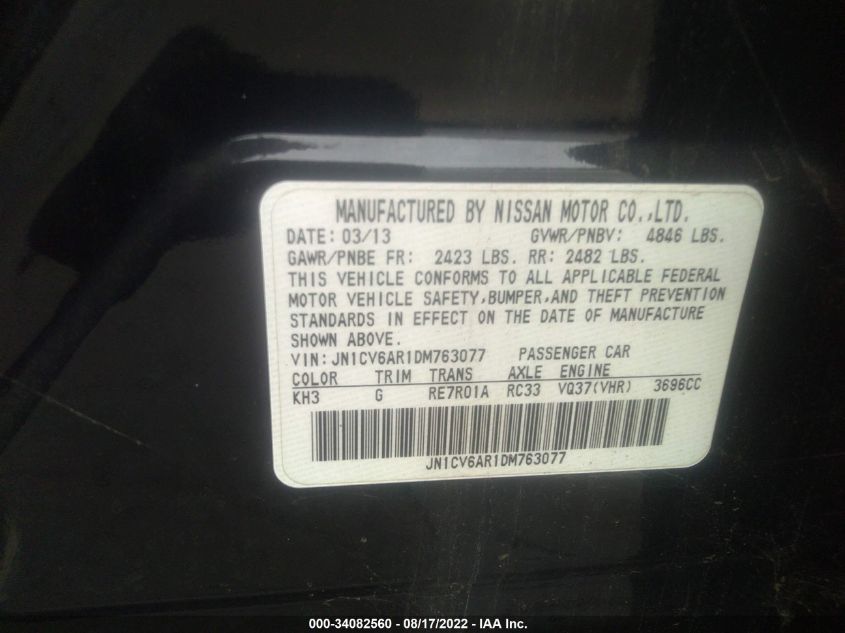 MANUFACTURED BY NISSAN MOTOR CO.,LTD.
DATE: 03/13 GVWR/PNBV: 4846 LBS.
GAWR/PNBE FR: 2423 LBS. RR: 2482 LBS.
THIS VEHICLE CONFORMS TO ALL APPLICABLE FEDERAL
MOTOR VEHICLE SAFETY,BUMPER,AND THEFT PREVENTION
STANDARDS IN EFFECT ON THE DATE OF MANUFACTURE
SHOWN ABOVE.
VIN: JN1CV6AR1DM763077 PASSENGER CAR
COLOR TRIM TRANS AXLE ENGINE
KH3 G RE7R01A RC33 VQ37(VHR) 3696CC
JN1CV6AR1DM763077
000-34082560 - 08/17/2022 - IAA Inc.